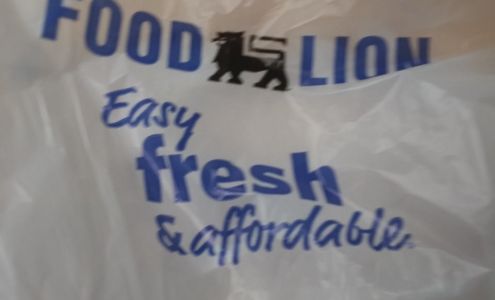 FOOD LION
Easy
fresh
& affordable.